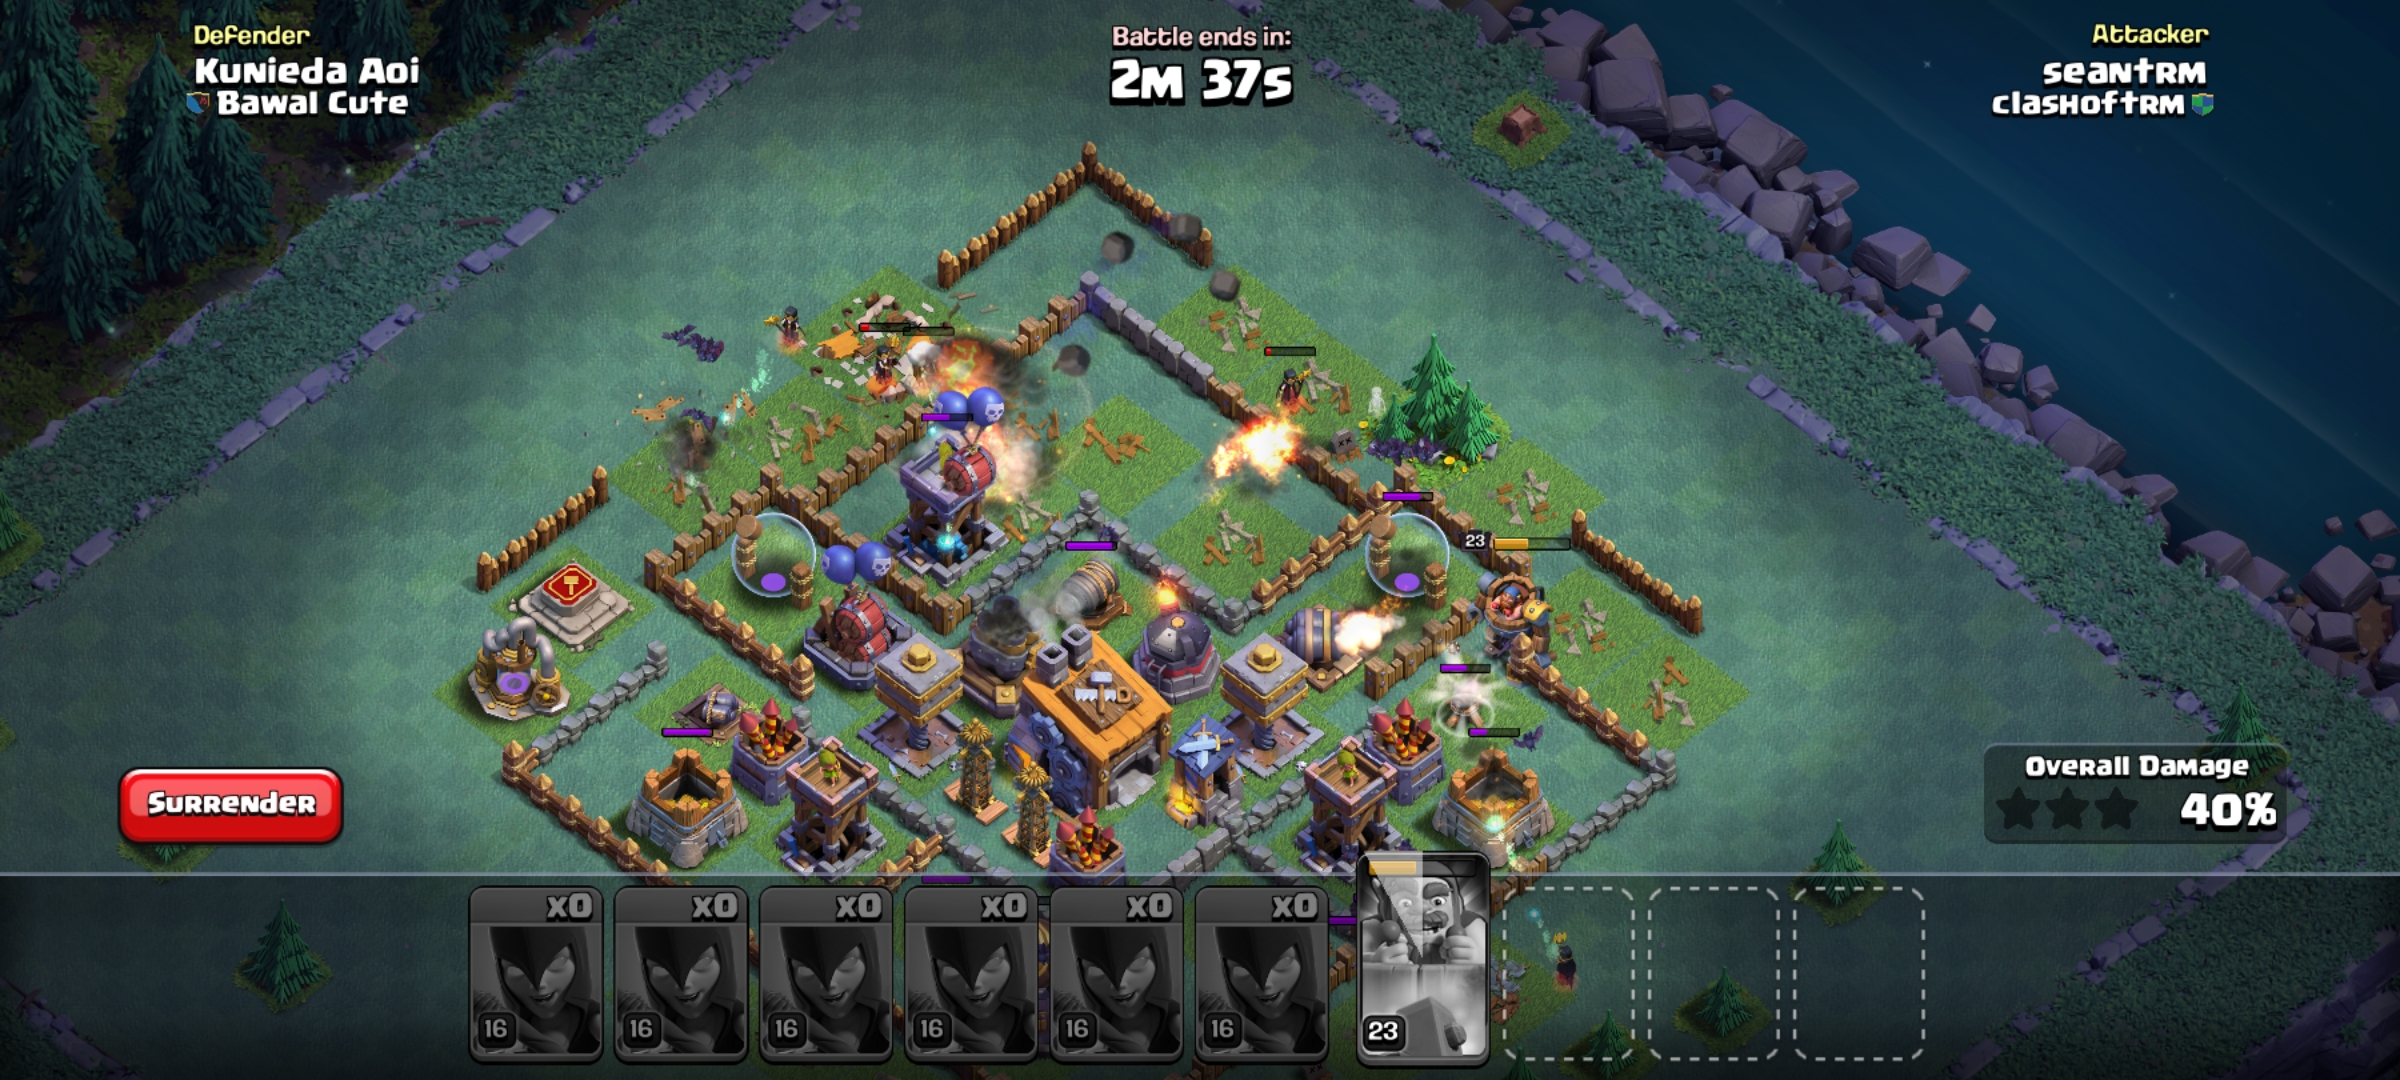 Defender
Kunieda Aoi
Bawal Cute
Battle ends in:
2M 37s
Attacker
seantRM
clashoftRM
23
Surrender
Overall Damage
40%
x0
x0
x0
x0
x0
x0
16
16
16
16
16
16
23